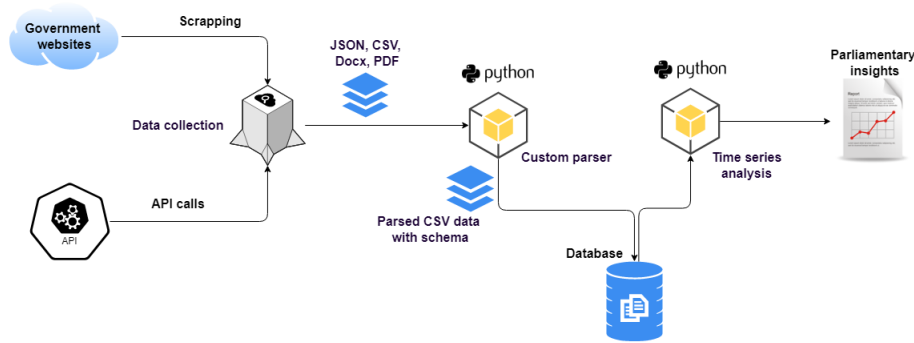 Government
websites
Scrapping
JSON, CSV,
Docx, PDF
python
python
Parliamentary
insights
Report
Data collection
Custom parser
Time series
analysis
API calls
API
Parsed CSV data
with schema
Database